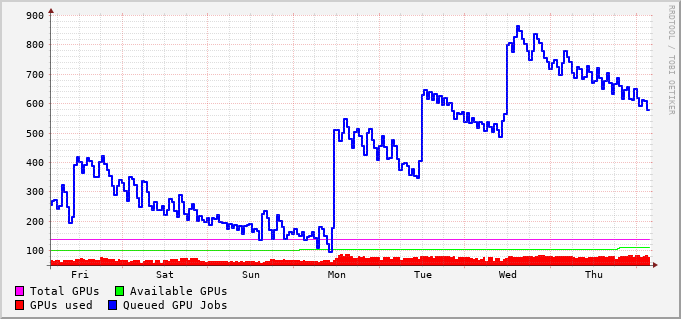 900
800
700
600
500
400
300
200
100
Fri Sat Sun Mon Tue Wed Thu
Total GPUs Available GPUs
GPUs used Queued GPU Jobs
RRDTOOL / TOBI OETIKER